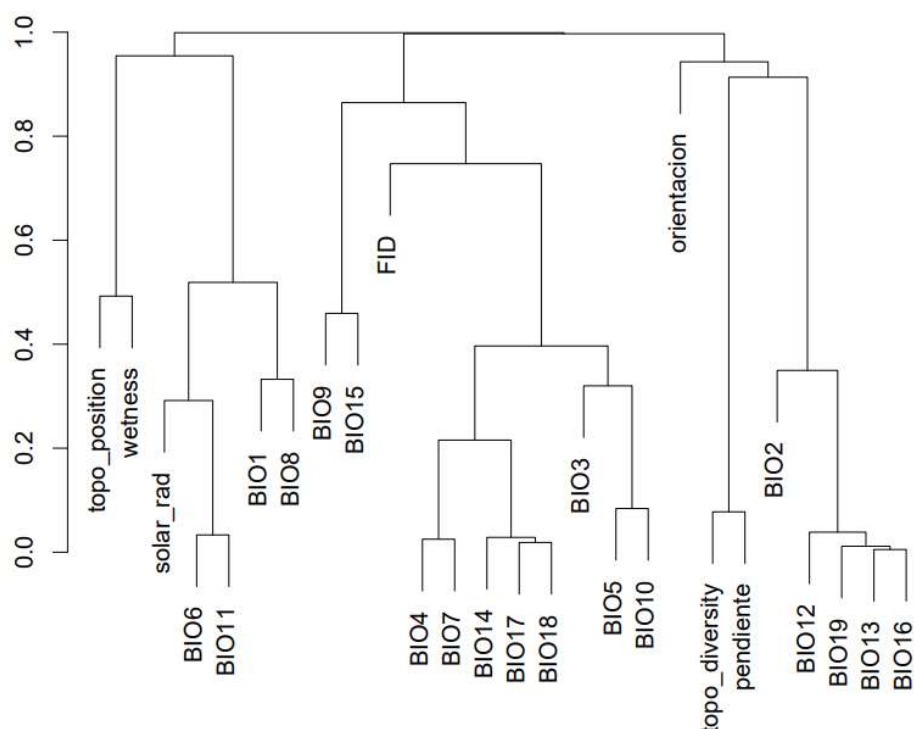 1.0
0.8
0.6
0.4
0.2
0.0
topo_position
wetness
solar_rad
BIO6
BIO11
BIO1
BIO8
BIO9
BIO15
FID
BIO4
BIO7
BIO14
BIO17
BIO18
BIO3
BIO5
BIO10
orientacion
topo_diversity
pendiente
BIO2
BIO12
BIO19
BIO13
BIO16